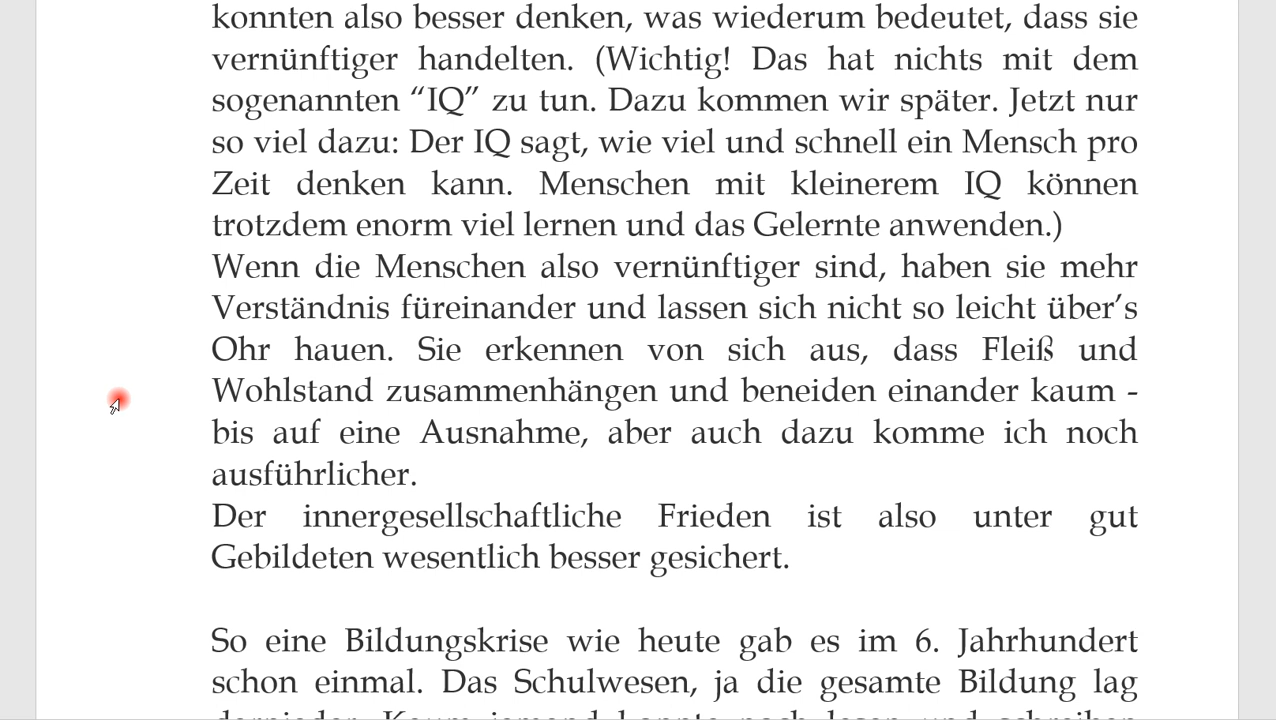 konnten also besser denken, was wiederum bedeutet, dass sie
vernünftiger handelten. (Wichtig! Das hat nichts mit dem
sogenannten “IQ” zu tun. Dazu kommen wir später. Jetzt nur
so viel dazu: Der IQ sagt, wie viel und schnell ein Mensch pro
Zeit denken kann. Menschen mit kleinerem IQ können
trotzdem enorm viel lernen und das Gelernte anwenden.)
Wenn die Menschen also vernünftiger sind, haben sie mehr
Verständnis füreinander und lassen sich nicht so leicht über’s
Ohr hauen. Sie erkennen von sich aus, dass Fleiß und
Wohlstand zusammenhängen und beneiden einander kaum -
bis auf eine Ausnahme, aber auch dazu komme ich noch
ausführlicher.
Der innergesellschaftliche Frieden ist also unter gut
Gebildeten wesentlich besser gesichert.
So eine Bildungskrise wie heute gab es im 6. Jahrhundert
schon einmal. Das Schulwesen, ja die gesamte Bildung lag